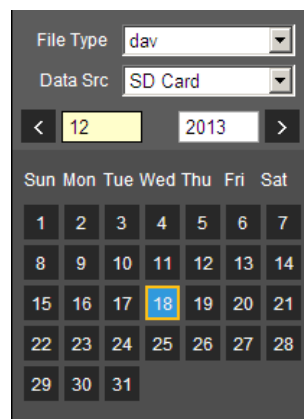 File Type dav
Data Src SD Card
< 12 2013 >
Sun Mon Tue Wed Thu Fri Sat
1 2 3 4 5 6 7
8 9 10 11 12 13 14
15 16 17 18 19 20 21
22 23 24 25 26 27 28
29 30 31